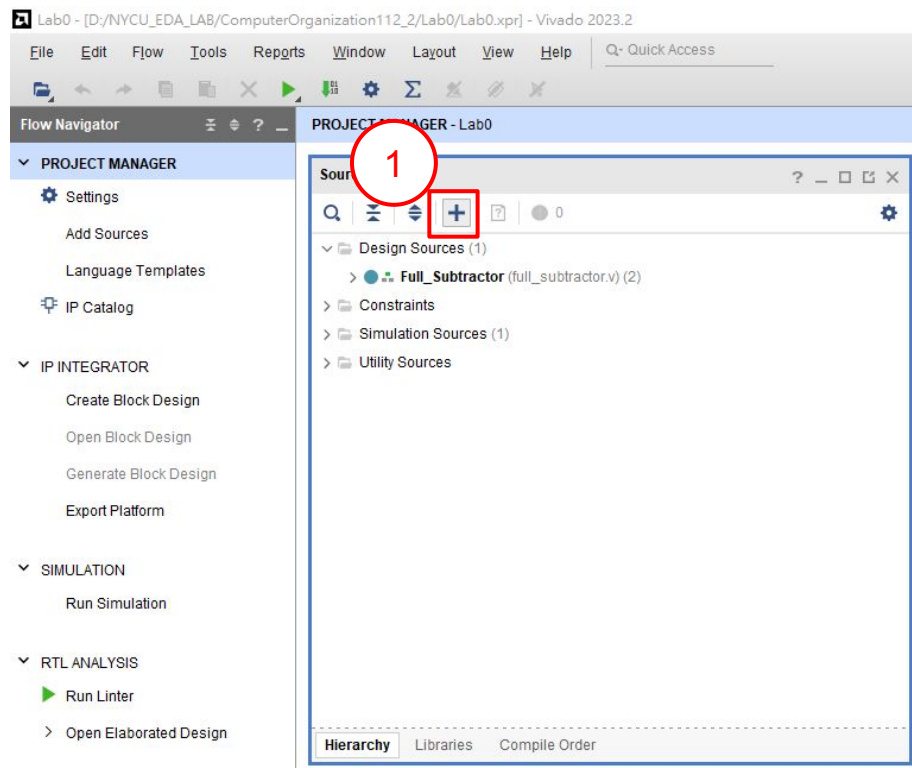 Lab0 - [D:/NYCU_EDA_LAB/ComputerOrganization112_2/Lab0/Lab0.xpr] - Vivado 2023.2
File Edit Flow Tools Reports Window Layout View Help Q- Quick Access
Flow Navigator ? _
PROJECT MANAGER - Lab0
PROJECT MANAGER
Settings
Add Sources
Language Templates
IP Catalog
IP INTEGRATOR
Create Block Design
Open Block Design
Generate Block Design
Export Platform
SIMULATION
Run Simulation
RTL ANALYSIS
Run Linter
Open Elaborated Design
1
? _
0
Design Sources (1)
Full_Subtractor (full_subtractor.v) (2)
Constraints
Simulation Sources (1)
Utility Sources
Hierarchy Libraries Compile Order